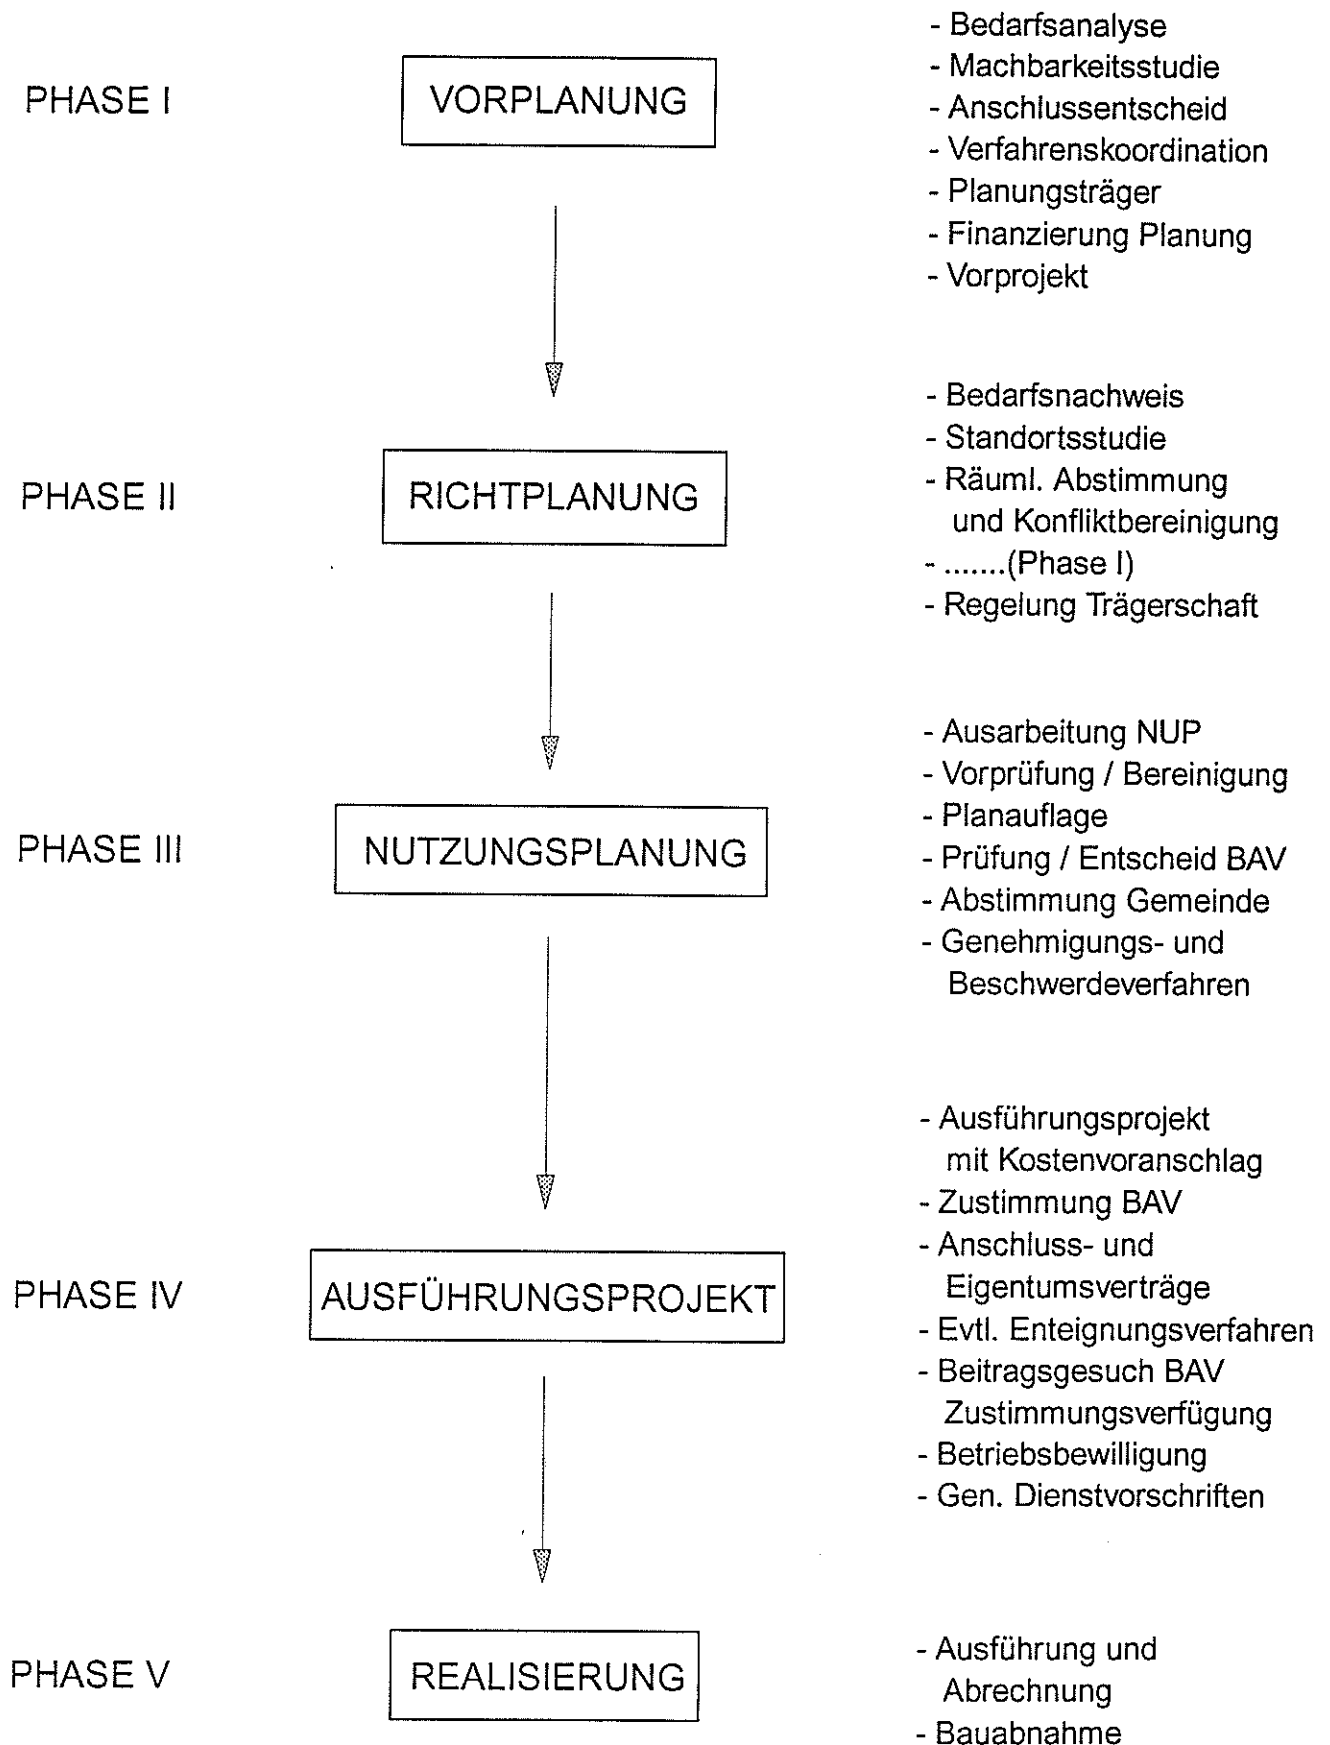 PHASE I
VORPLANUNG
- Bedarfsanalyse
- Machbarkeitsstudie
- Anschlussentscheid
- Verfahrenskoordination
- Planungsträger
- Finanzierung Planung
- Vorprojekt
PHASE II
RICHTPLANUNG
- Bedarfsnachweis
- Standortsstudie
- Räuml. Abstimmung
und Konfliktbereinigung
- .......(Phase I)
- Regelung Trägerschaft
PHASE III
NUTZUNGSPLANUNG
- Ausarbeitung NUP
- Vorprüfung / Bereinigung
- Planauflage
- Prüfung / Entscheid BAV
- Abstimmung Gemeinde
- Genehmigungs- und
Beschwerdeverfahren
PHASE IV
AUSFÜHRUNGSPROJEKT
- Ausführungsprojekt
mit Kostenvoranschlag
- Zustimmung BAV
- Anschluss- und
Eigentumsverträge
- Evtl. Enteignungsverfahren
- Beitragsgesuch BAV
Zustimmungsverfügung
- Betriebsbewilligung
- Gen. Dienstvorschriften
PHASE V
REALISIERUNG
- Ausführung und
Abrechnung
- Bauabnahme